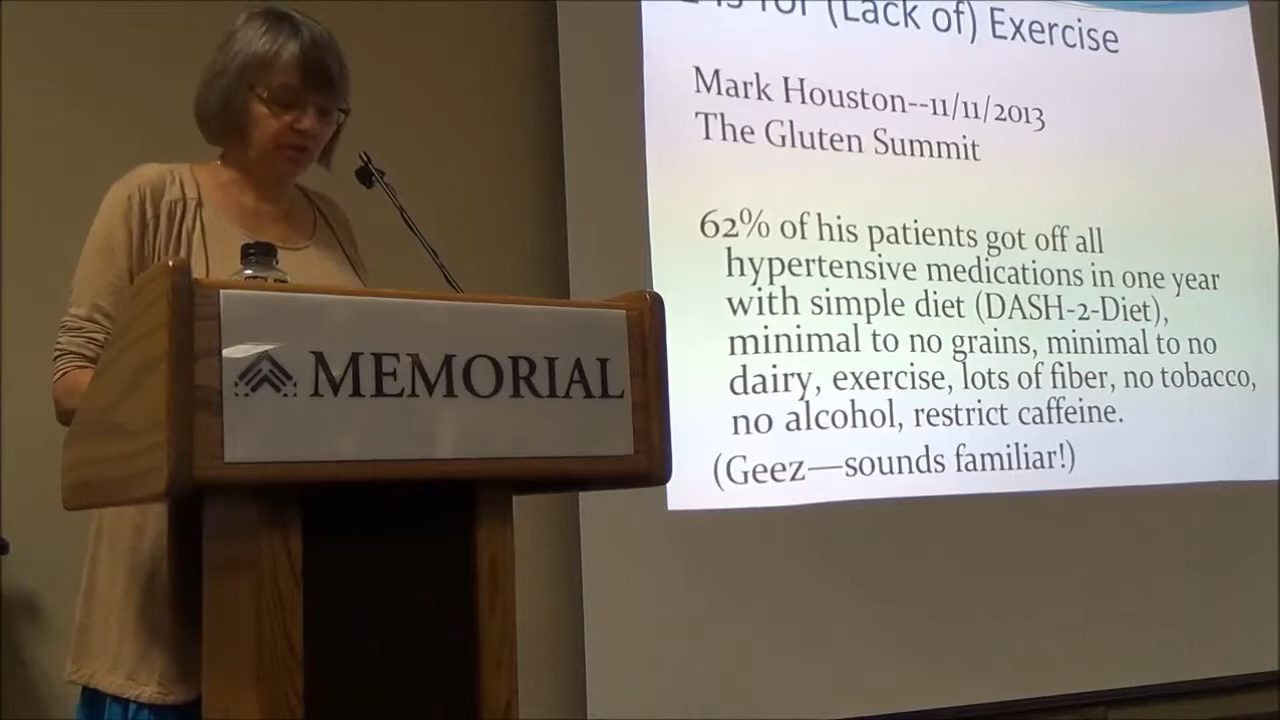 is for (Lack of) Exercise
Mark Houston--11/11/2013
The Gluten Summit
62% of his patients got off all
hypertensive medications in one year
with simple diet (DASH-2-Diet),
minimal to no grains, minimal to no
dairy, exercise, lots of fiber, no tobacco,
no alcohol, restrict caffeine.
(Geez—sounds familiar!)
MEMORIAL